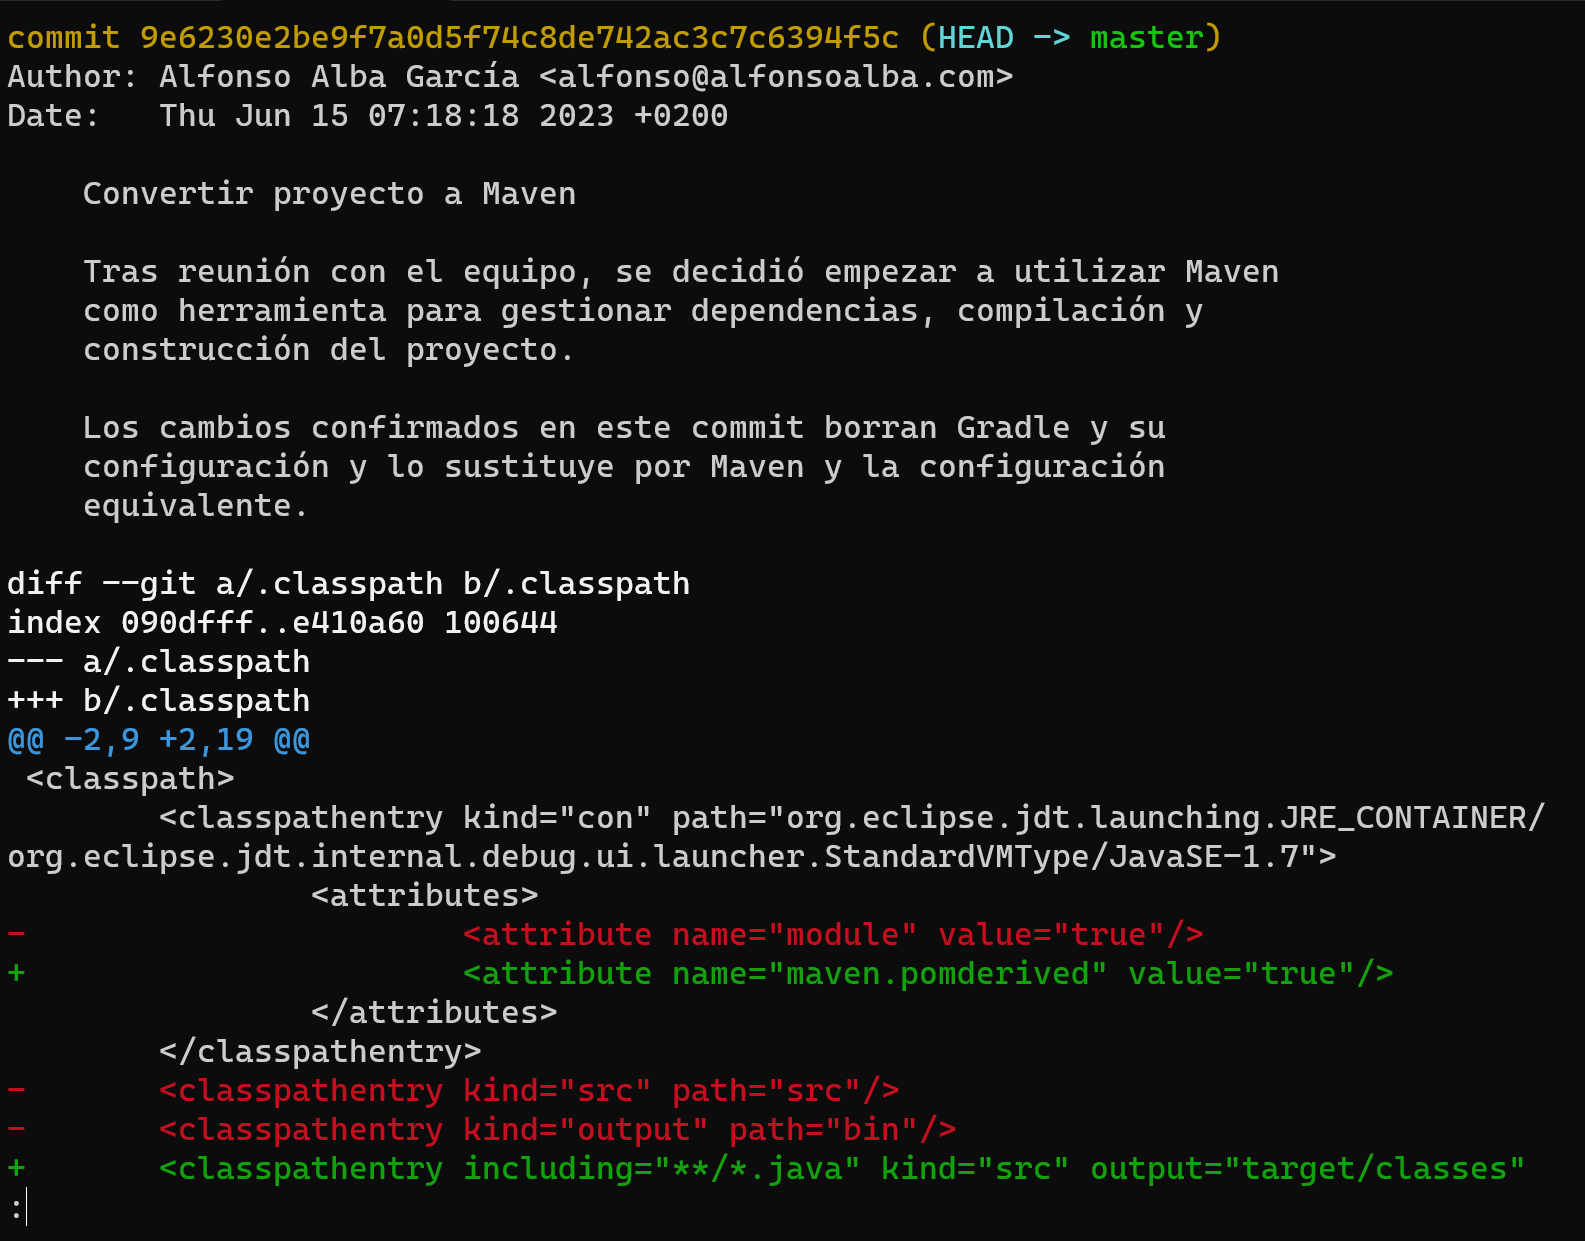 commit 9e6230e2be9f7a0d5f74c8de742ac3c7c6394f5c (HEAD -> master)
Author: Alfonso Alba García <alfonso@alfonsoalba.com>
Date:   Thu Jun 15 07:18:18 2023 +0200

    Convertir proyecto a Maven

    Tras reunión con el equipo, se decidió empezar a utilizar Maven
    como herramienta para gestionar dependencias, compilación y
    construcción del proyecto.

    Los cambios confirmados en este commit borran Gradle y su
    configuración y lo sustituye por Maven y la configuración
    equivalente.

diff --git a/.classpath b/.classpath
index 090dfff..e410a60 100644
--- a/.classpath
+++ b/.classpath
@@ -2,9 +2,19 @@
 <classpath>
        <classpathentry kind="con" path="org.eclipse.jdt.launching.JRE_CONTAINER/
org.eclipse.jdt.internal.debug.ui.launcher.StandardVMType/JavaSE-1.7">
                <attributes>
-                       <attribute name="module" value="true"/>
+                       <attribute name="maven.pomderived" value="true"/>
                </attributes>
        </classpathentry>
-       <classpathentry kind="src" path="src"/>
-       <classpathentry kind="output" path="bin"/>
+       <classpathentry including="**/*.java" kind="src" output="target/classes"
: